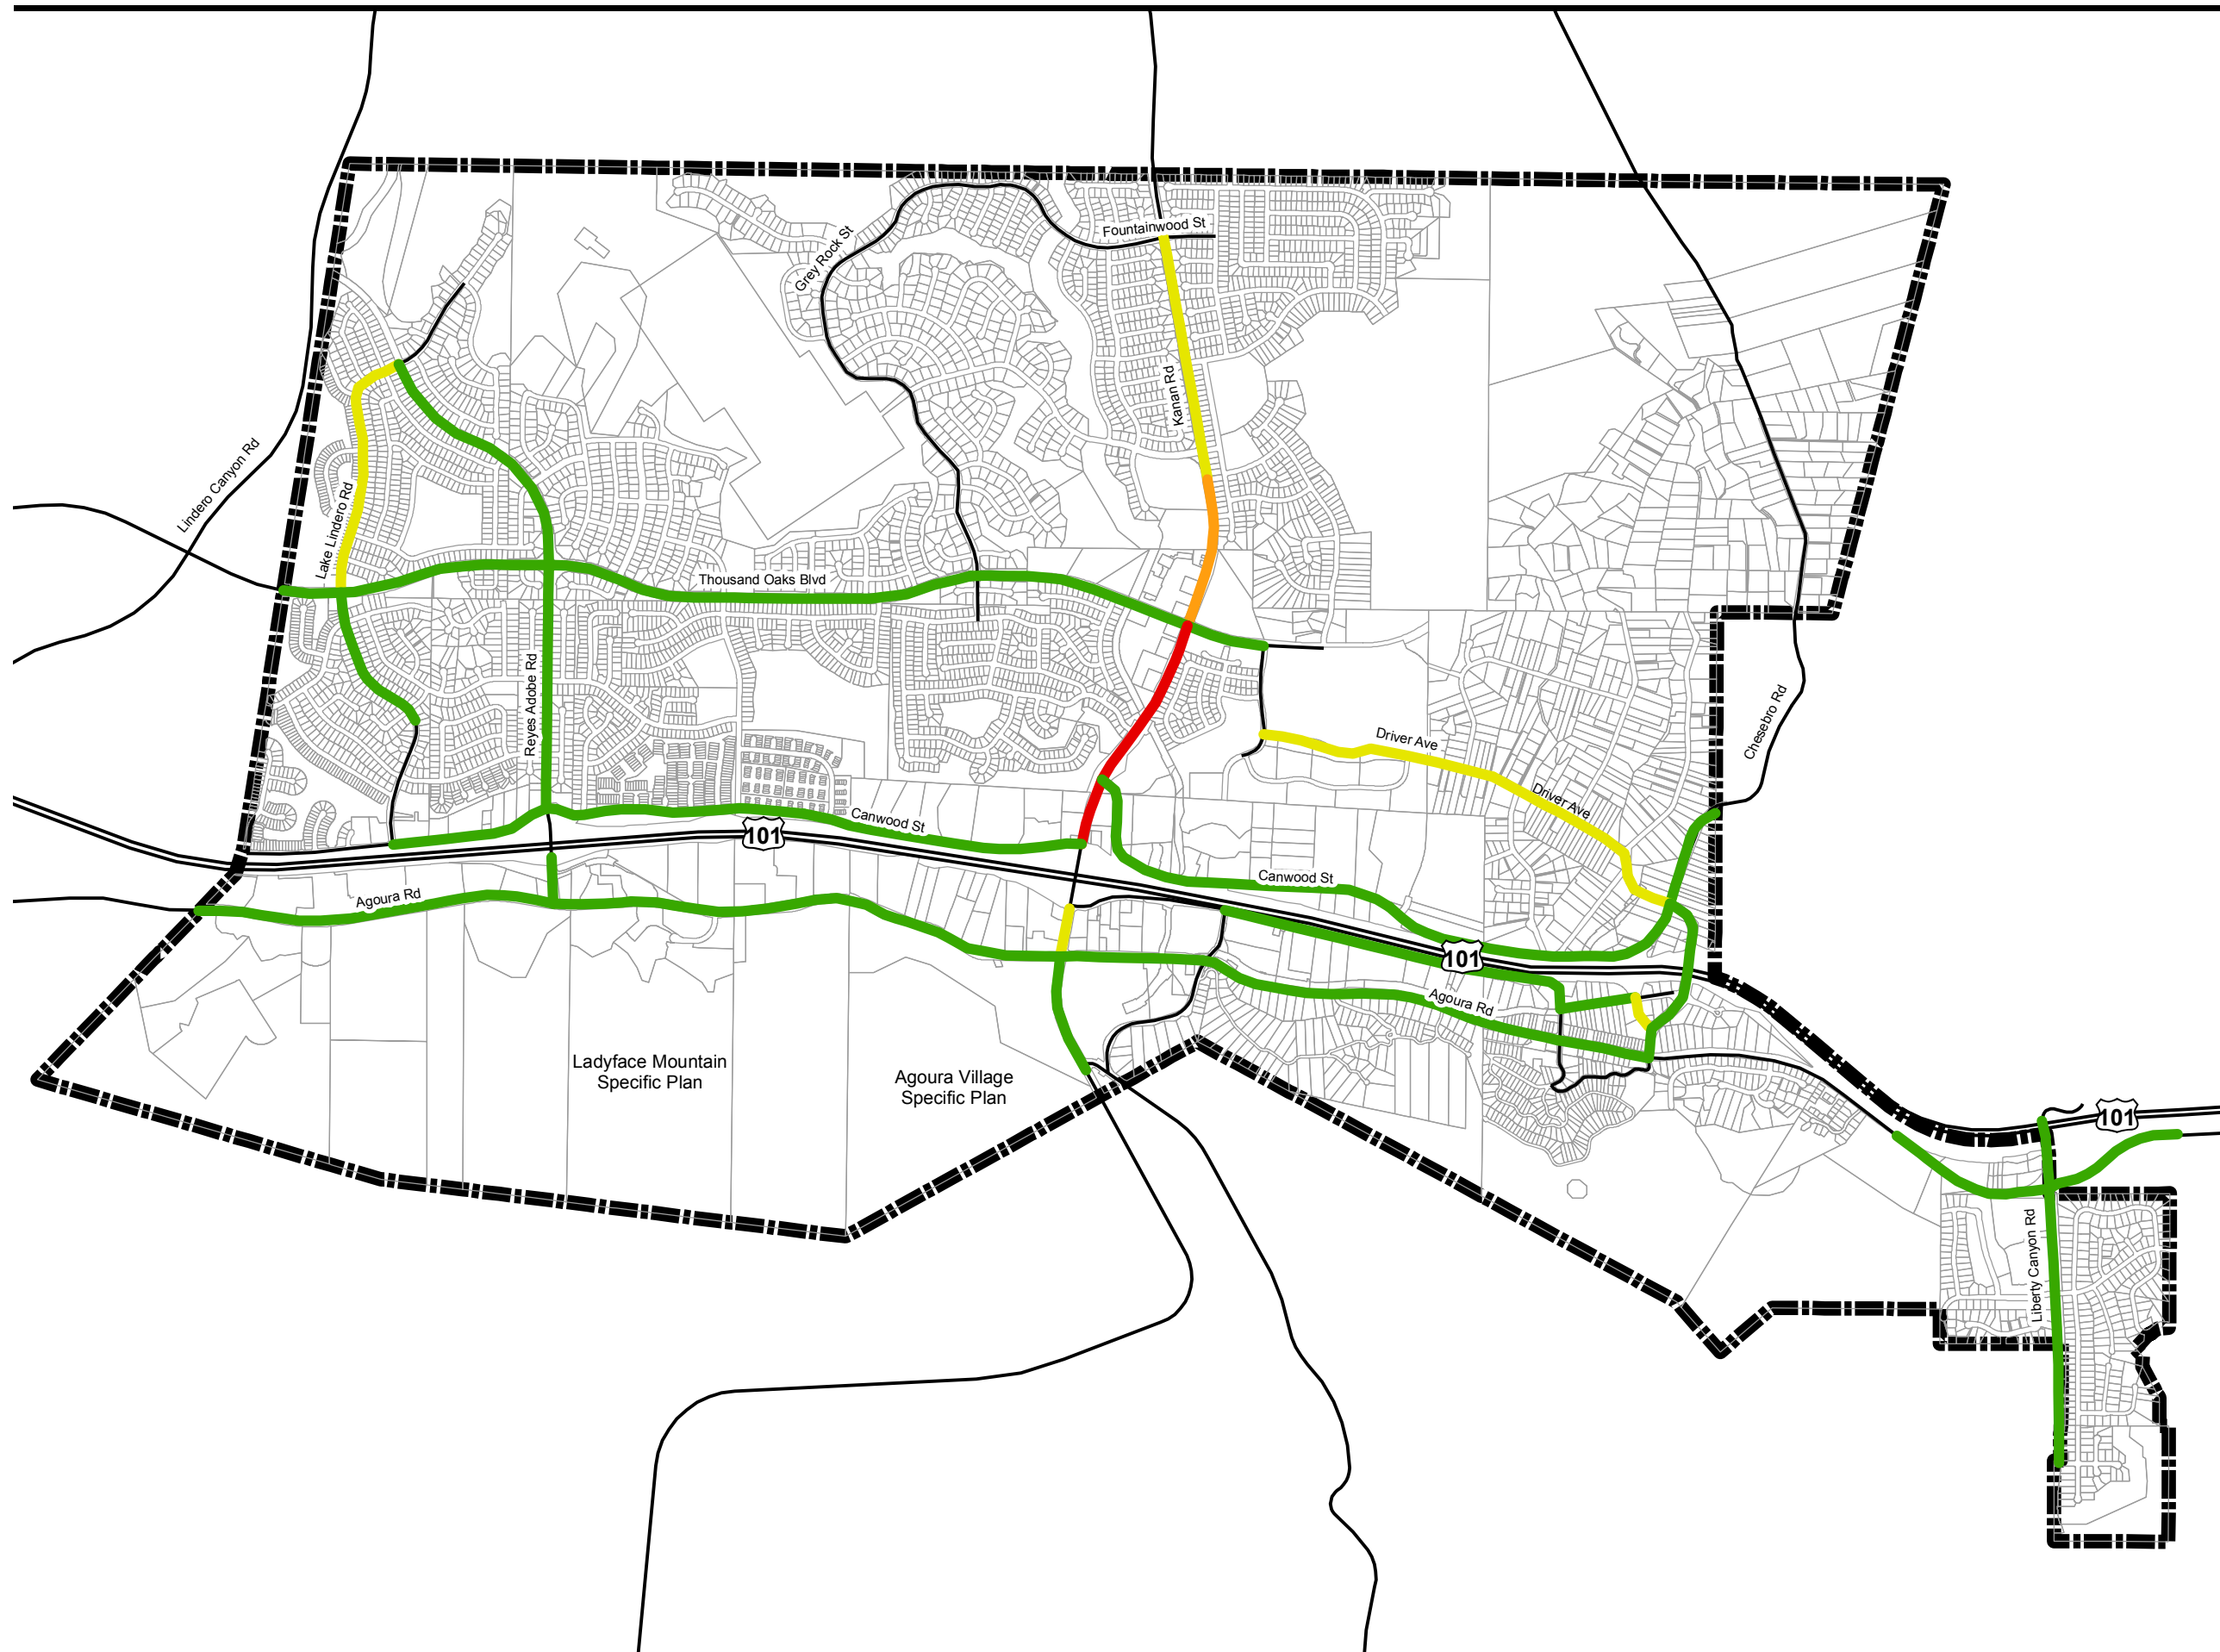 Fountainwood St
Grey Rock St
Kanan Rd
Lindero Canyon Rd
Lake Lindero Rd
Thousand Oaks Blvd
Reyes Adobe Rd
Chesebro Rd
Driver Ave
Driver Ave
Canwood St
101
Canwood St
Agoura Rd
101
Agoura Rd
Ladyface Mountain
Specific Plan
Agoura Village
Specific Plan
101
Liberty Canyon Rd